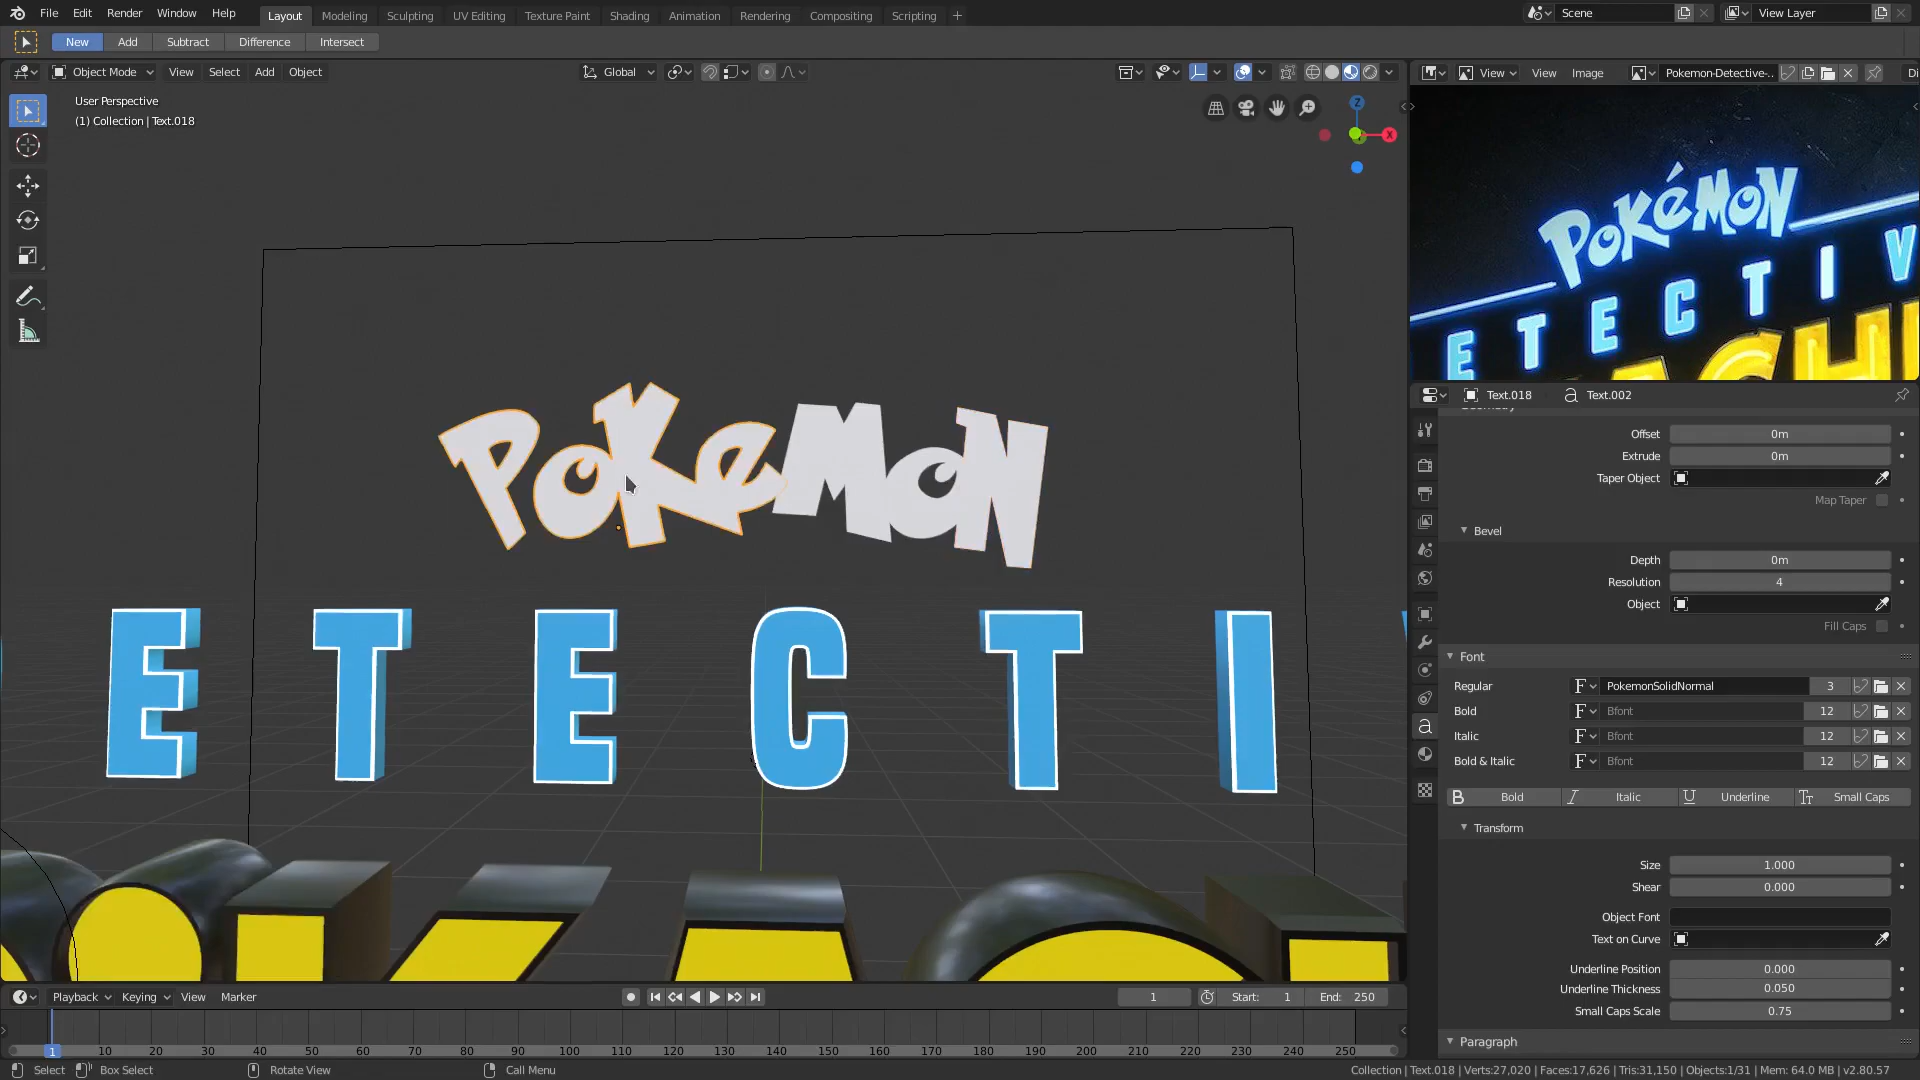 File Edit Render Window Help
Layout Modeling Sculpting UV Editing Texture Paint Shading Animation Rendering Compositing Scripting +
Scene
View Layer
New Add Subtract Difference Intersect
Object Mode View Select Add Object
Global
View View Image Pokemon-Detective-.. Di
User Perspective
(1) Collection | Text.018
Z
X
POKéMON
ETECTIV
ACHU
POKeMON
E T E C T I
Text.018 Text.002
Offset 0m
Extrude 0m
Taper Object
Map Taper
Bevel
Depth 0m
Resolution 4
Object
Fill Caps
Font
Regular F PokemonSolidNormal 3
Bold F Bfont 12
Italic F Bfont 12
Bold & Italic F Bfont 12
B Bold I Italic U Underline Tт Small Caps
Transform
Size 1.000
Shear 0.000
Object Font
Text on Curve
Underline Position 0.000
Underline Thickness 0.050
Small Caps Scale 0.75
Paragraph
Playback Keying View Marker
1 Start: 1 End: 250
1 10 20 30 40 50 60 70 80 90 100 110 120 130 140 150 160 170 180 190 200 210 220 230 240 250
Select Box Select Rotate View Call Menu
Collection | Text.018 | Verts:27,020 | Faces:17,626 | Tris:31,150 | Objects:1/31 | Mem: 64.0 MB | v2.80.57